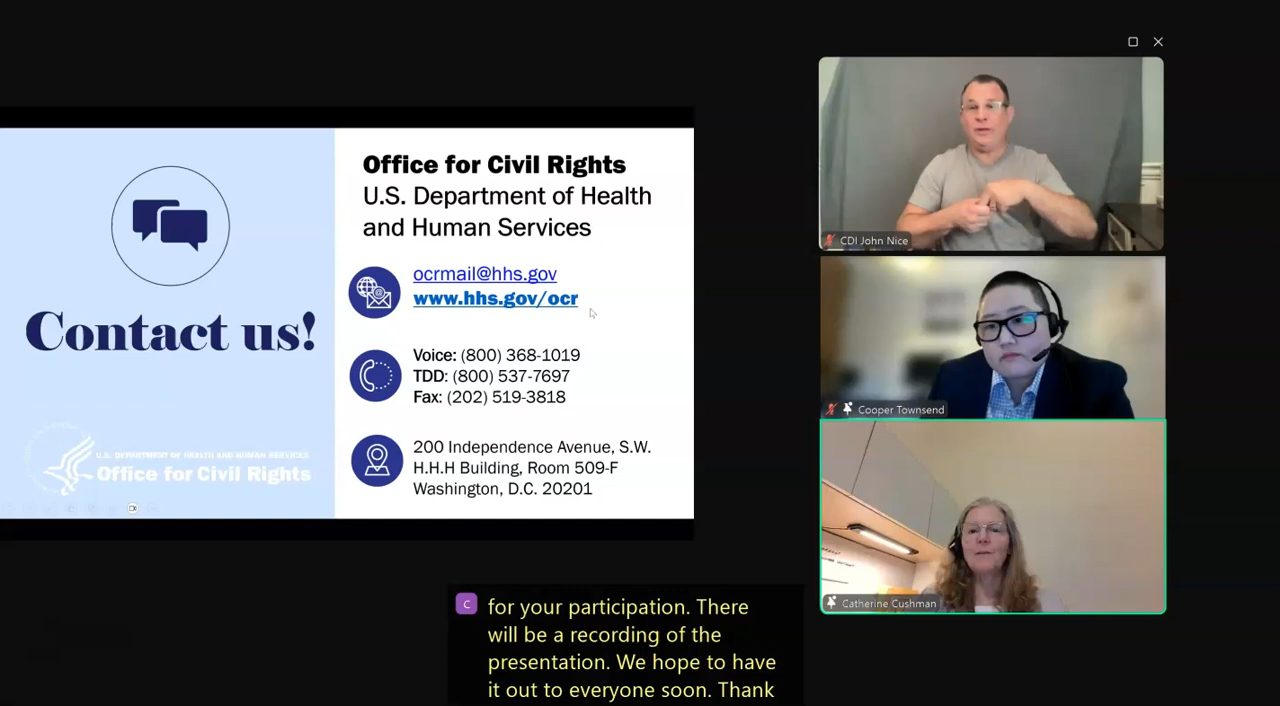 Contact us!
U.S. DEPARTMENT OF HEALTH AND HUMAN SERVICES
Office for Civil Rights
Office for Civil Rights
U.S. Department of Health
and Human Services
ocrmail@hhs.gov
www.hhs.gov/ocr
Voice: (800) 368-1019
TDD: (800) 537-7697
Fax: (202) 519-3818
200 Independence Avenue, S.W.
H.H.H Building, Room 509-F
Washington, D.C. 20201
CDI John Nice
Cooper Townsend
Catherine Cushman
C
for your participation. There
will be a recording of the
presentation. We hope to have
it out to everyone soon. Thank